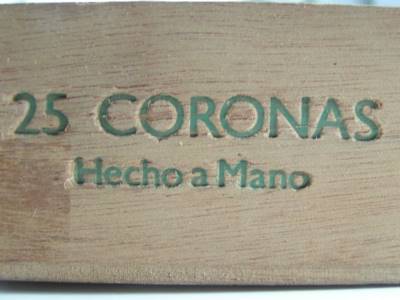 25 CORONAS
Hecho a Mano